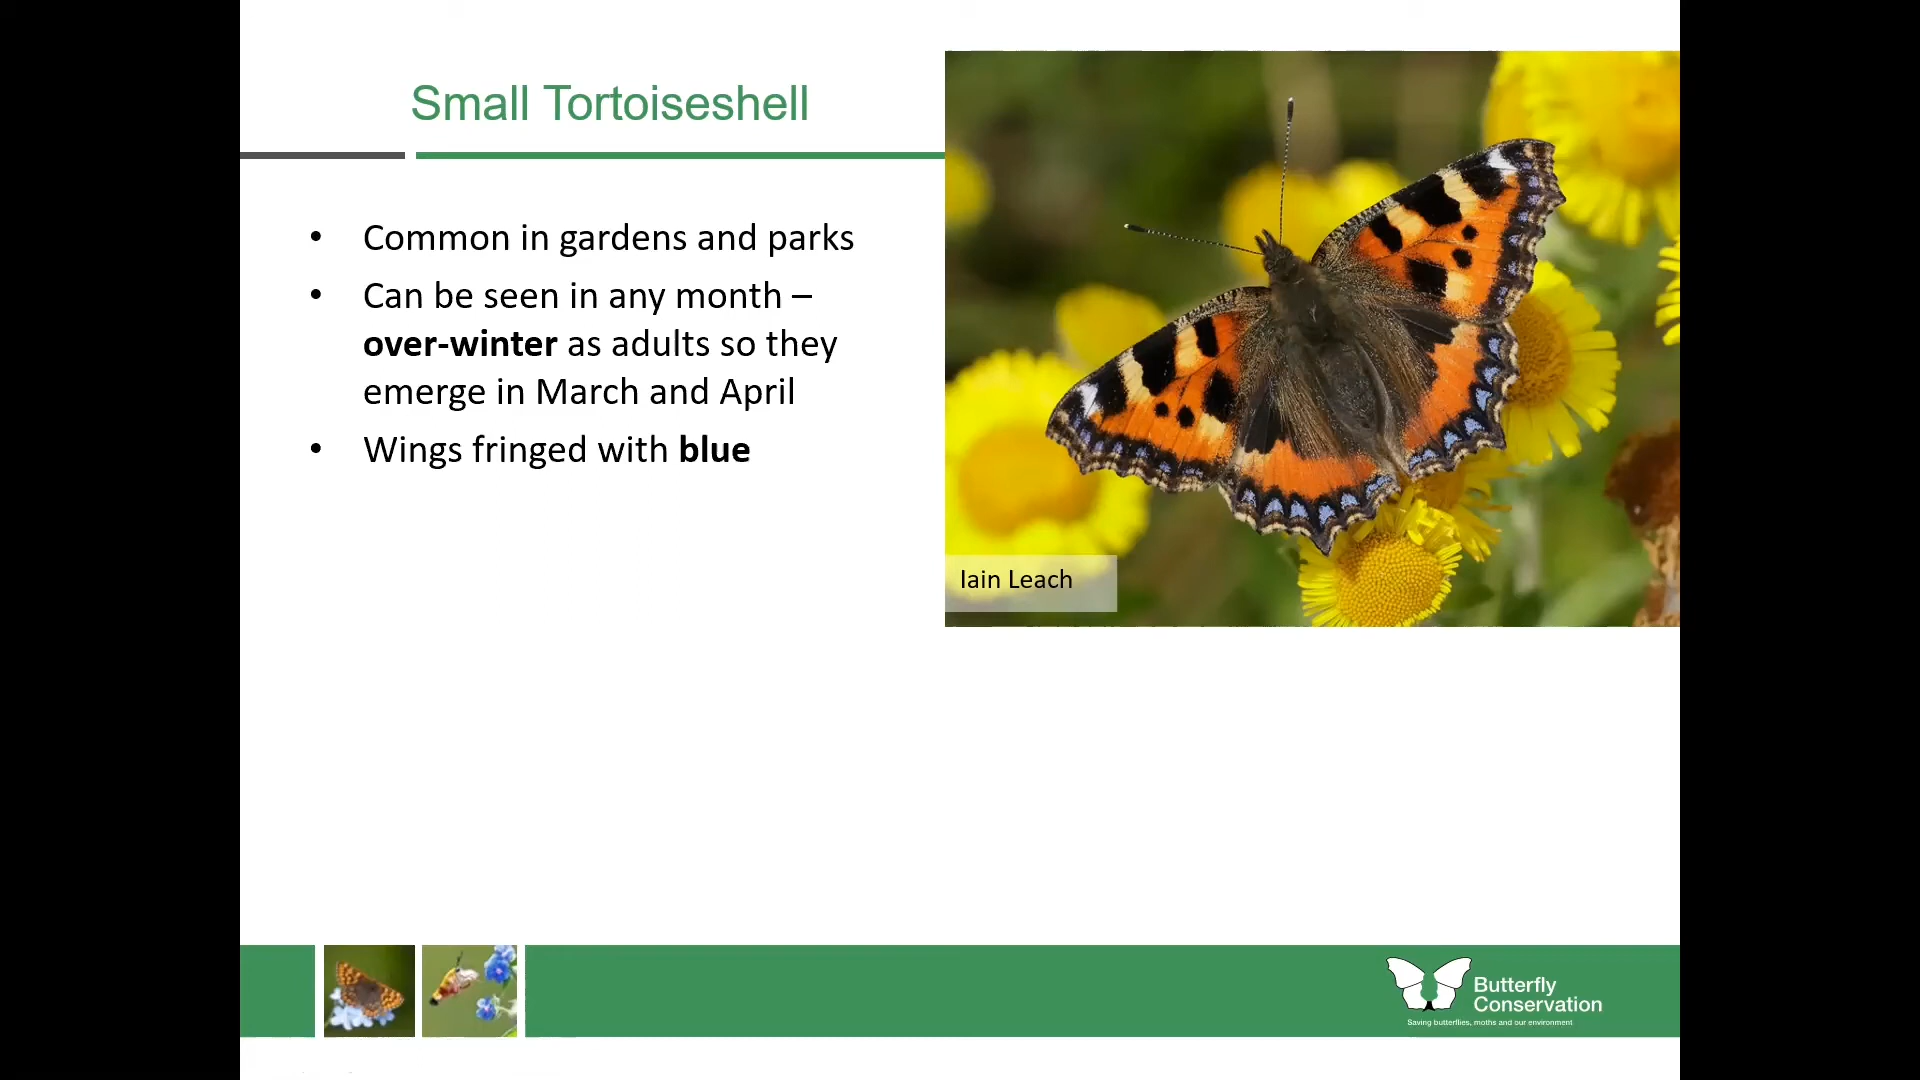 Small Tortoiseshell
• Common in gardens and parks
• Can be seen in any month –
over-winter as adults so they
emerge in March and April
• Wings fringed with blue
Iain Leach
Butterfly
Conservation
Saving butterflies, moths and our environment